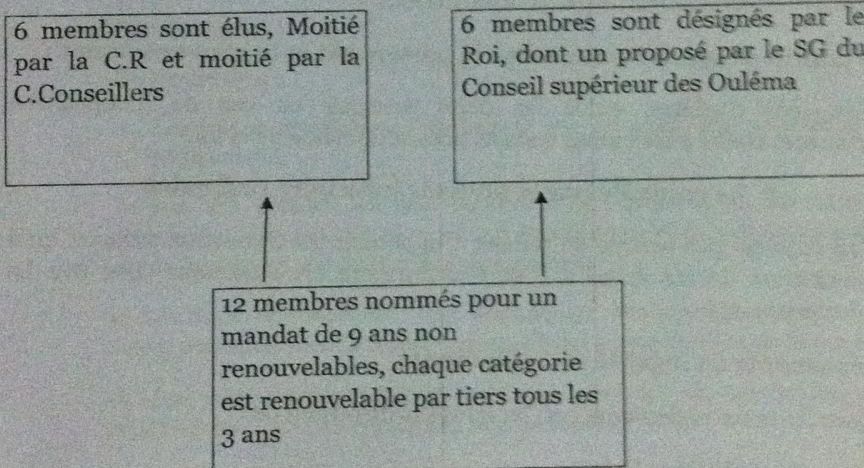 6 membres sont élus, Moitié
par la C.R et moitié par la
C.Conseillers
6 membres sont désignés par le
Roi, dont un proposé par le SG du
Conseil supérieur des Ouléma
12 membres nommés pour un
mandat de 9 ans non
renouvelables, chaque catégorie
est renouvelable par tiers tous les
3 ans